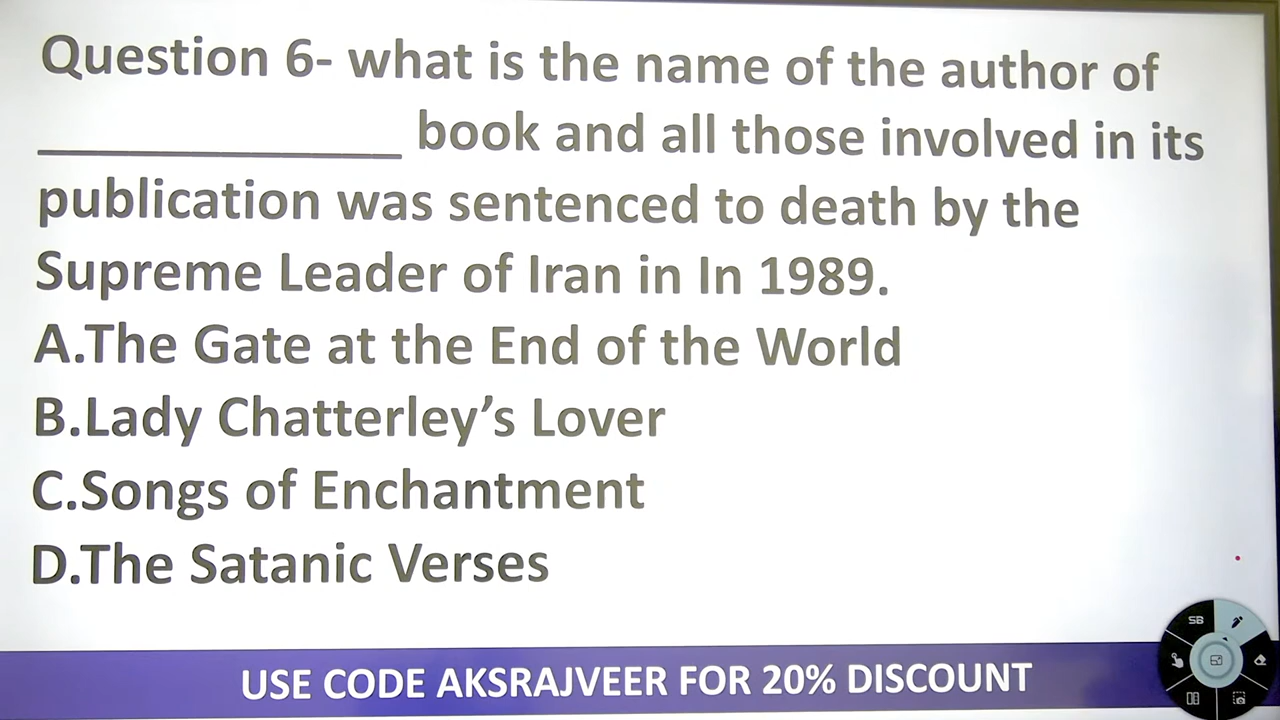 Question 6- what is the name of the author of
______________ book and all those involved in its
publication was sentenced to death by the
Supreme Leader of Iran in In 1989.
A.The Gate at the End of the World
B.Lady Chatterley’s Lover
C.Songs of Enchantment
D.The Satanic Verses
SB
USE CODE AKSRAJVEER FOR 20% DISCOUNT